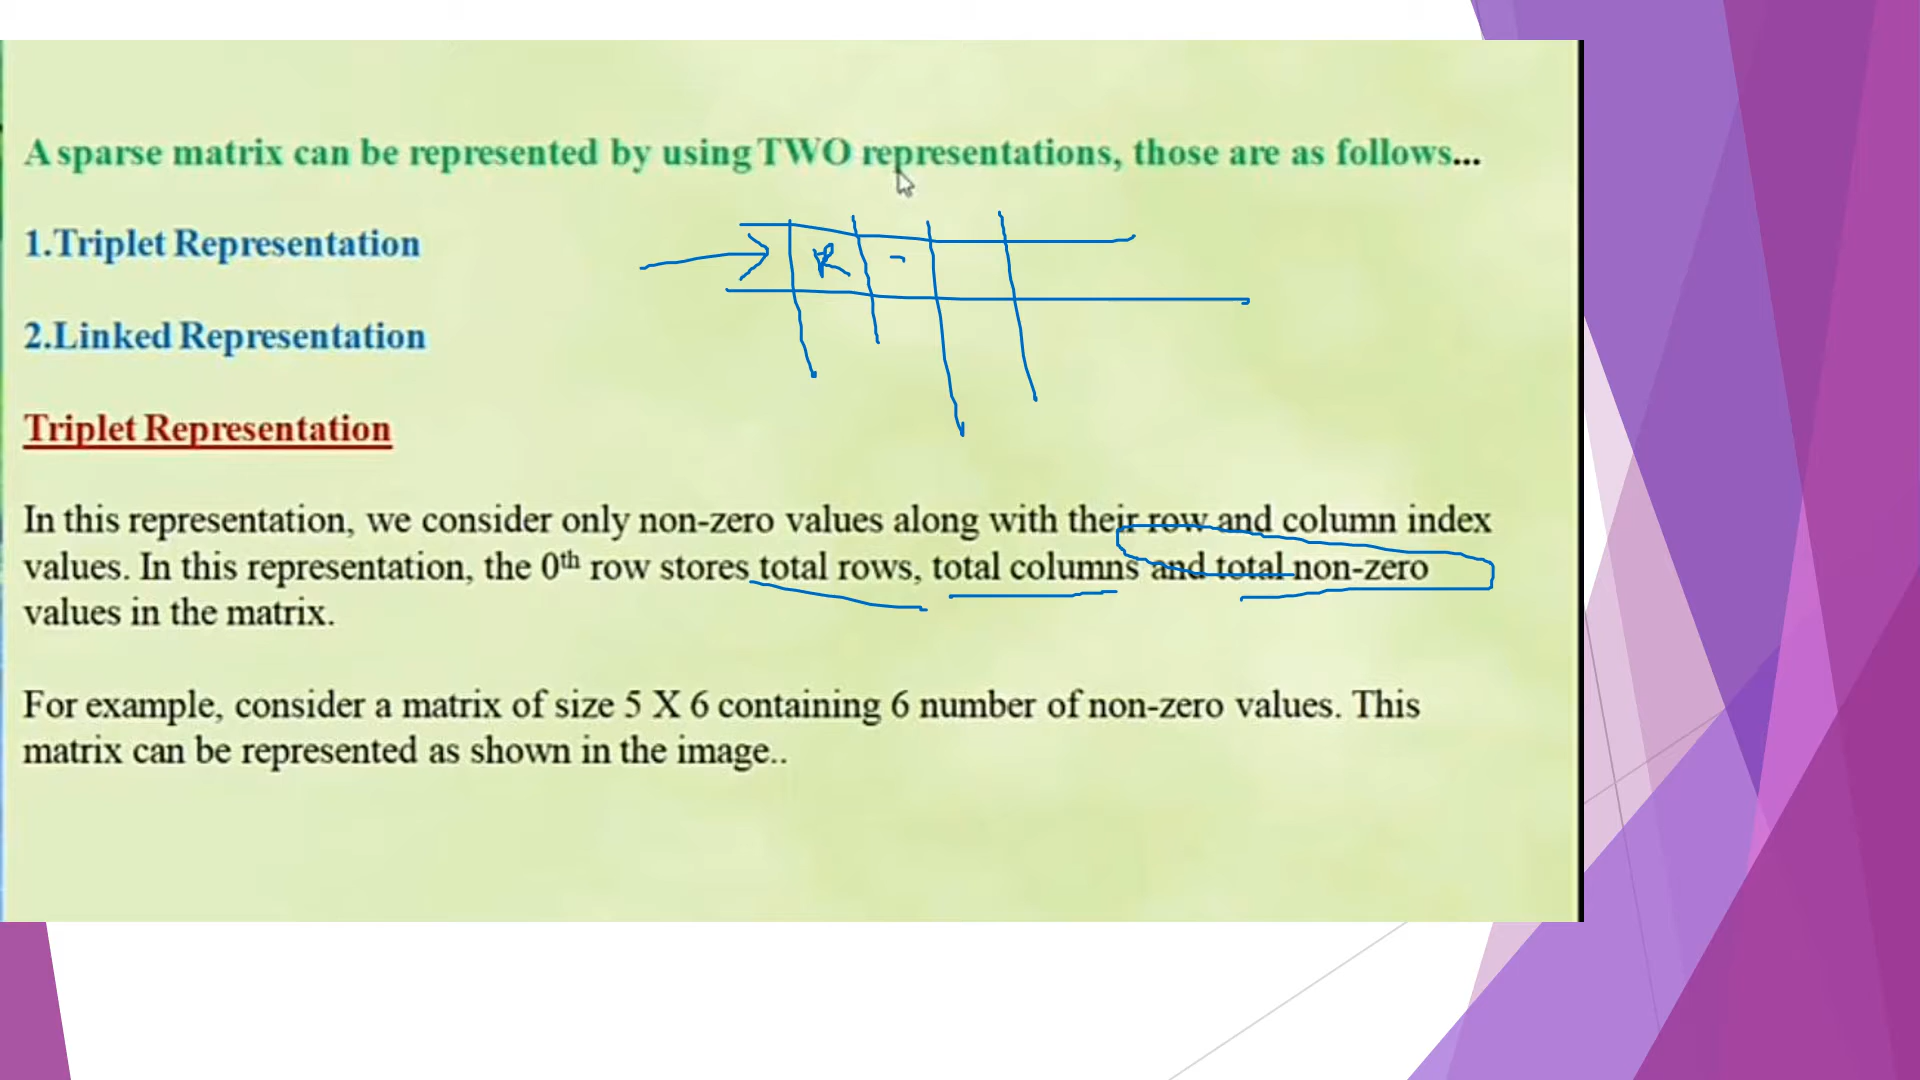 A sparse matrix can be represented by using TWO representations, those are as follows...
1.Triplet Representation
R -
2.Linked Representation
Triplet Representation
In this representation, we consider only non-zero values along with their row and column index
values. In this representation, the 0th row stores total rows, total columns and total non-zero
values in the matrix.
For example, consider a matrix of size 5 X 6 containing 6 number of non-zero values. This
matrix can be represented as shown in the image..